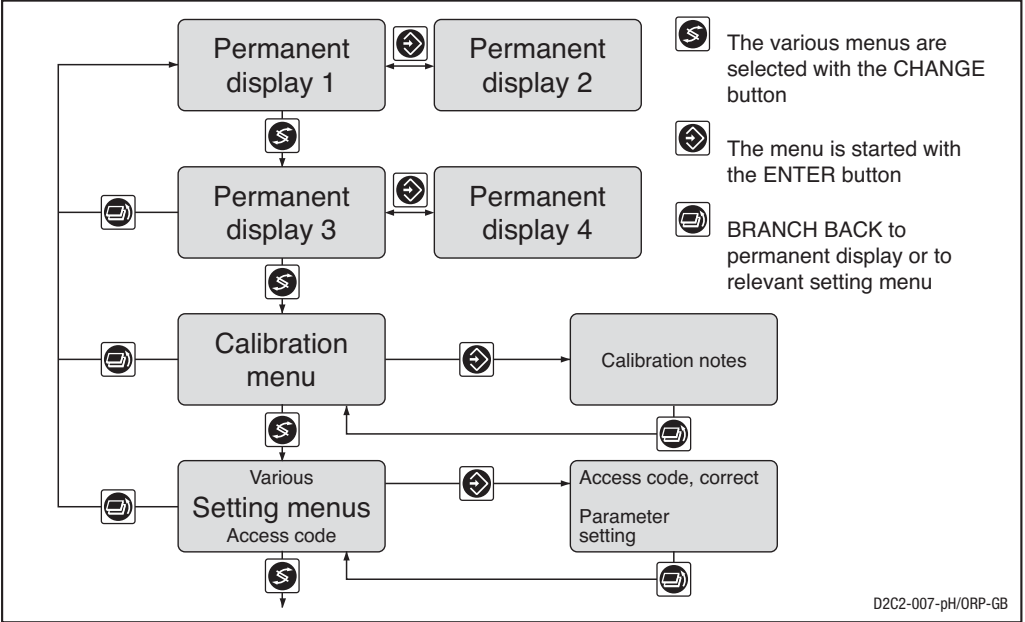 Permanent
display 1
Permanent
display 2
The various menus are
selected with the CHANGE
button
The menu is started with
the ENTER button
Permanent
display 3
Permanent
display 4
BRANCH BACK to
permanent display or to
relevant setting menu
Calibration
menu
Calibration notes
Various
Setting menus
Access code
Access code, correct
Parameter
setting
D2C2-007-pH/ORP-GB